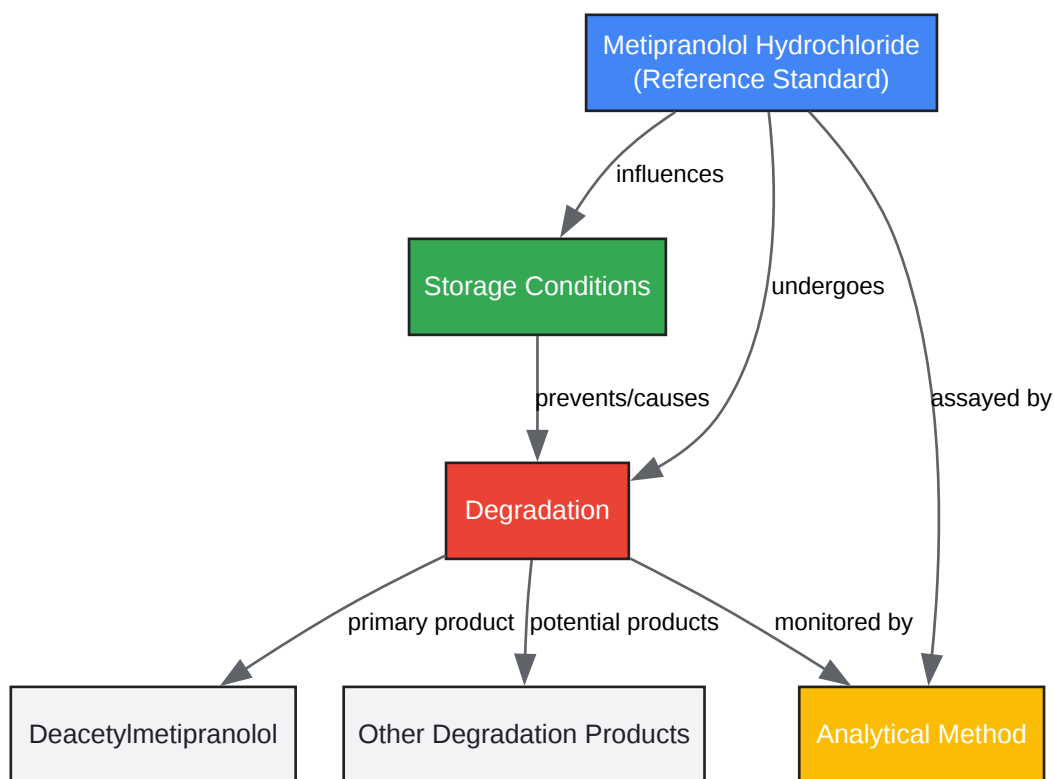 Metipranolol Hydrochloride
(Reference Standard)
influences
Storage Conditions
undergoes
prevents/causes
assayed by
Degradation
primary product
potential products
monitored by
Deacetylmetipranolol
Other Degradation Products
Analytical Method